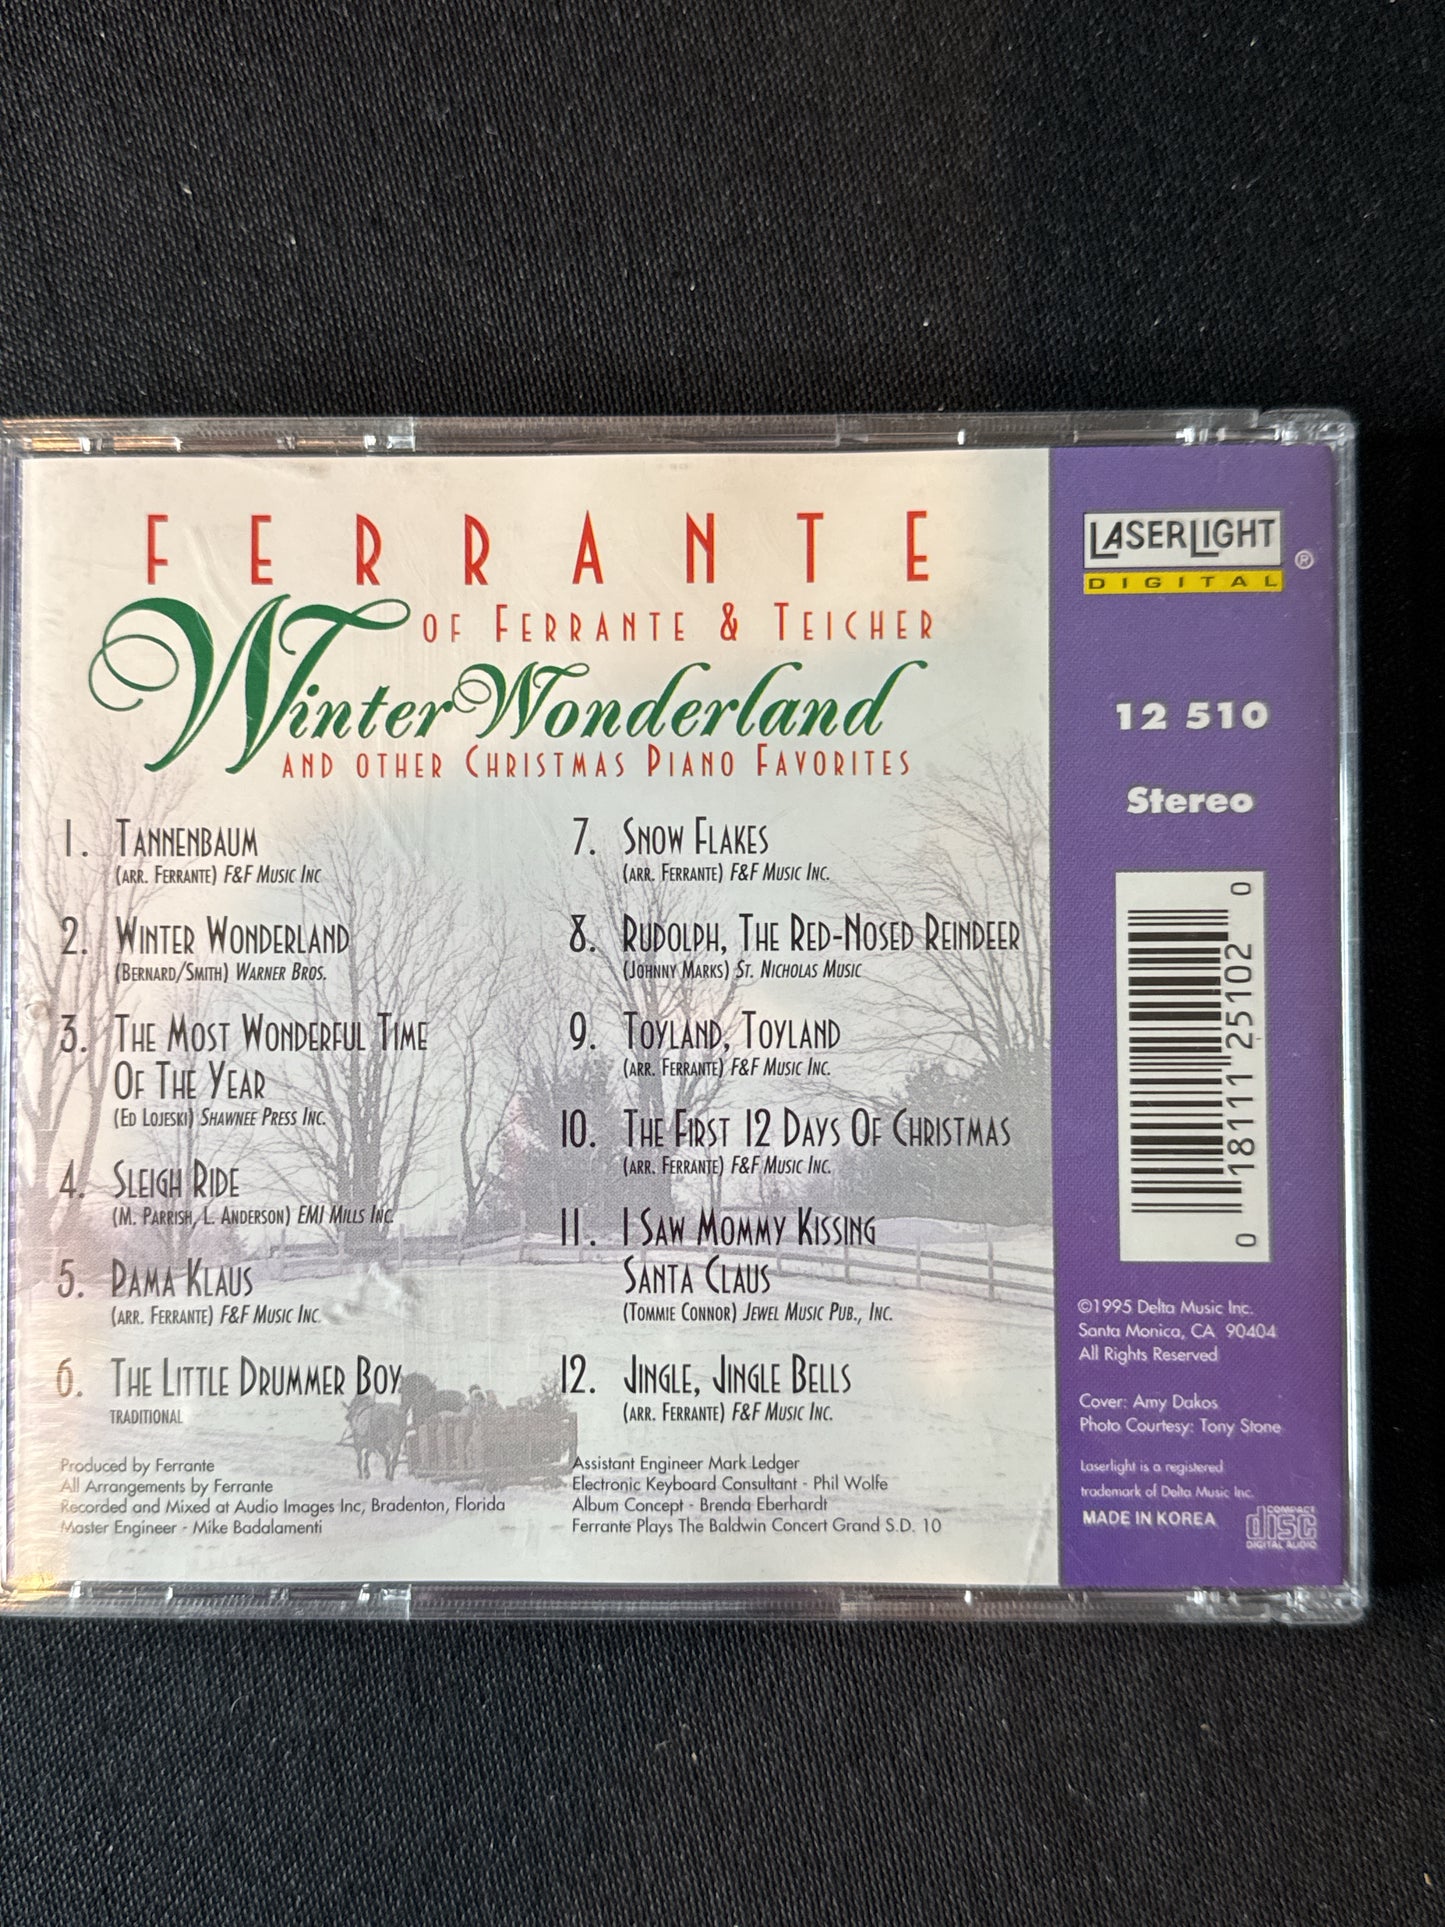 FERRANTE
OF FERRANTE & TEICHER
Winter Wonderland
AND OTHER CHRISTMAS PIANO FAVORITES
1. TANNENBAUM
(ARR. FERRANTE) F&F MUSIC INC
2. WINTER WONDERLAND
(BERNARD/SMITH) WARNER BROS.
3. THE MOST WONDERFUL TIME
OF THE YEAR
(ED LOJESKI) SHAWNEE PRESS INC.
4. SLEIGH RIDE
(M. PARRISH, L. ANDERSON) EMI MILLS INC.
5. PAMA KLAUS
(ARR. FERRANTE) F&F MUSIC INC.
6. THE LITTLE DRUMMER BOY
TRADITIONAL
7. SNOW FLAKES
(ARR. FERRANTE) F&F MUSIC INC.
8. RUDOLPH, THE RED-NOSED REINDEER
(JOHNNY MARKS) ST. NICHOLAS MUSIC
9. TOYLAND, TOYLAND
(ARR. FERRANTE) F&F MUSIC INC.
10. THE FIRST 12 DAYS OF CHRISTMAS
(ARR. FERRANTE) F&F MUSIC INC.
11. I SAW MOMMY KISSING
SANTA CLAUS
(TOMMIE CONNOR) JEWEL MUSIC PUB., INC.
12. JINGLE, JINGLE BELLS
(ARR. FERRANTE) F&F MUSIC INC.
Produced by Ferrante
All Arrangements by Ferrante
Recorded and Mixed at Audio Images Inc, Bradenton, Florida
Master Engineer - Mike Badalamenti
Assistant Engineer Mark Ledger
Electronic Keyboard Consultant - Phil Wolfe
Album Concept - Brenda Eberhardt
Ferrante Plays The Baldwin Concert Grand S.D. 10
LASERLIGHT ®
DIGITAL
12 510
Stereo
0 18111 25102 0
©1995 Delta Music Inc.
Santa Monica, CA 90404
All Rights Reserved
Cover: Amy Dakos
Photo Courtesy: Tony Stone
Laserlight is a registered
trademark of Delta Music Inc.
MADE IN KOREA
COMPACT
disc
DIGITAL AUDIO